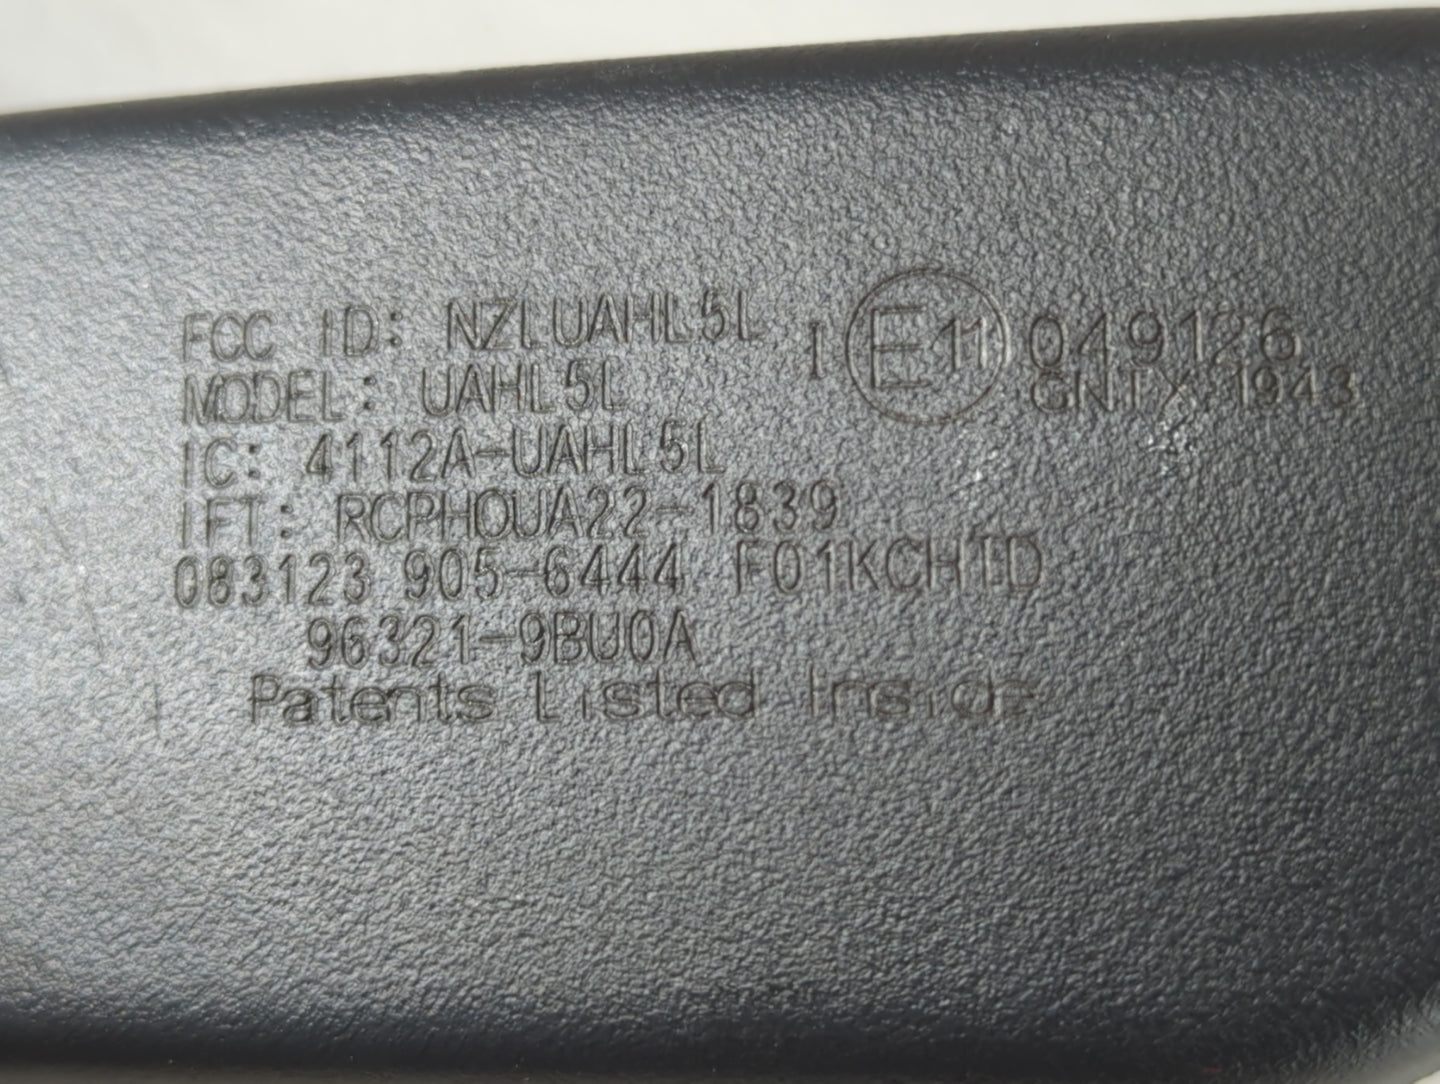 FCC ID: NZLUAHL5L
MODEL: UAHL5L
IC: 4112A-UAHL5L
IFT: RCPHOUA22-1839
083123 905-6444 F01KCHTD
96321-9BU0A
Patents Listed Inside
I E11 049126
GNTX 1943